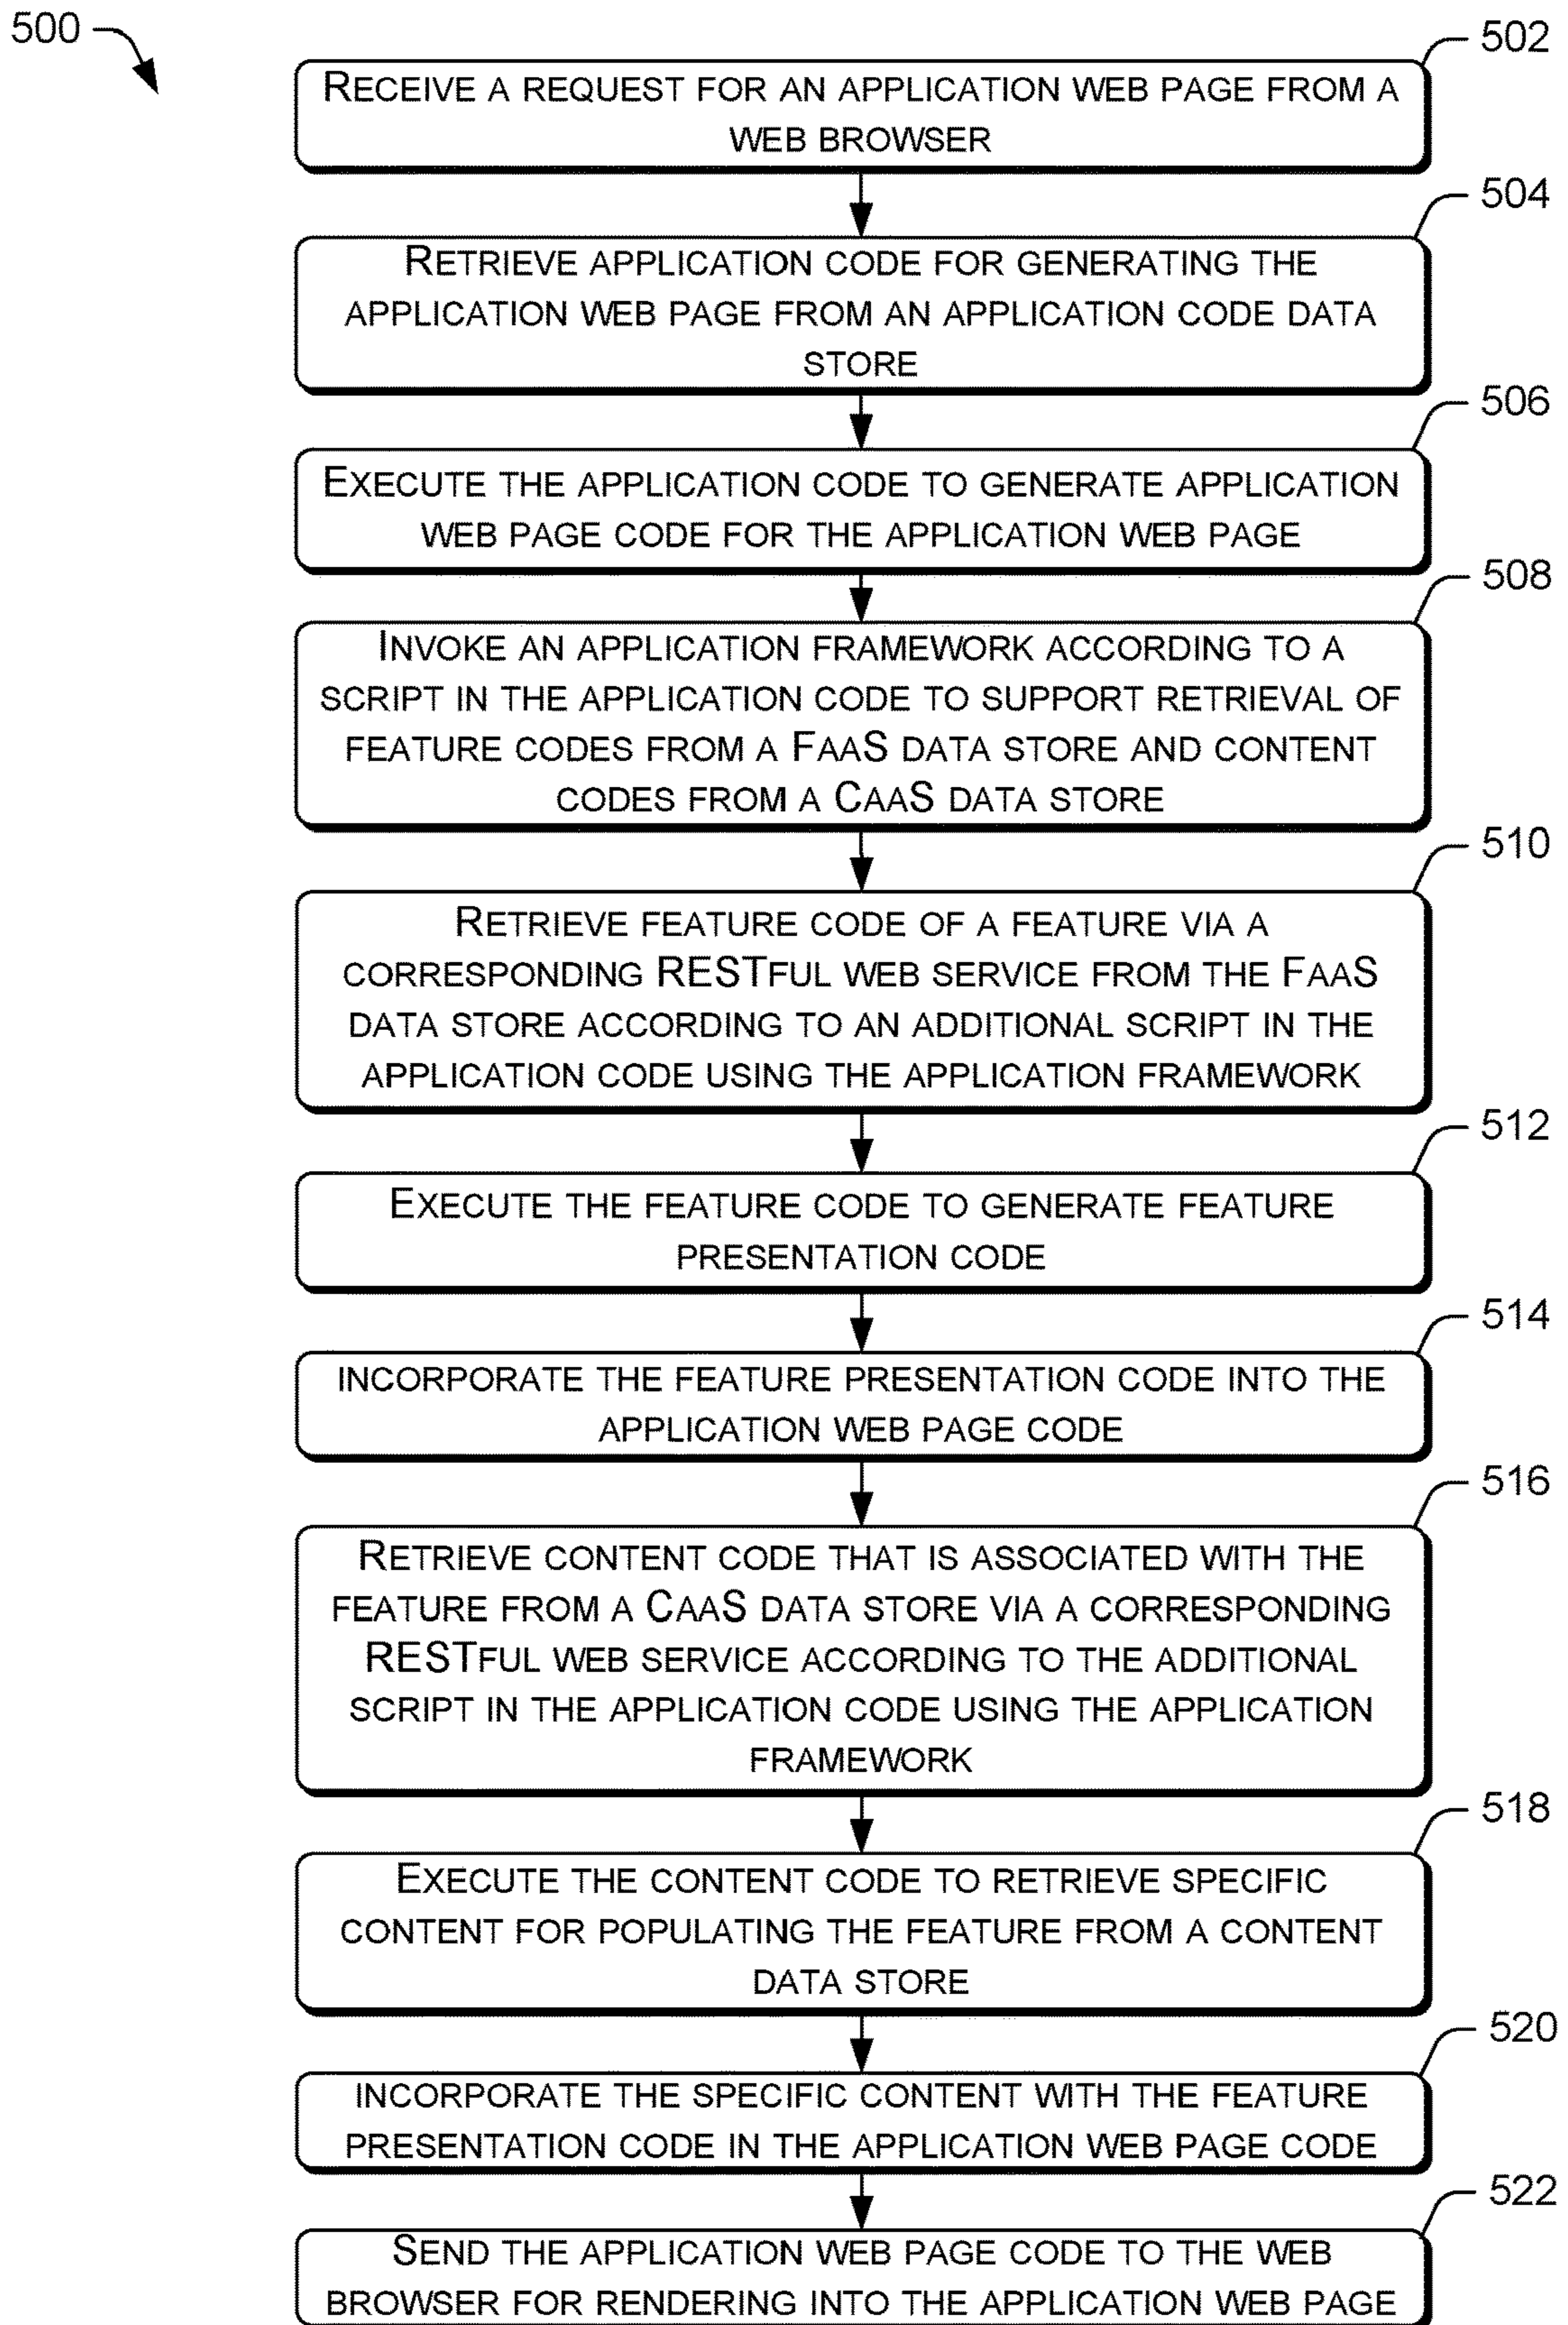 500
502
RECEIVE A REQUEST FOR AN APPLICATION WEB PAGE FROM A
WEB BROWSER
504
RETRIEVE APPLICATION CODE FOR GENERATING THE
APPLICATION WEB PAGE FROM AN APPLICATION CODE DATA
STORE
506
EXECUTE THE APPLICATION CODE TO GENERATE APPLICATION
WEB PAGE CODE FOR THE APPLICATION WEB PAGE
508
INVOKE AN APPLICATION FRAMEWORK ACCORDING TO A
SCRIPT IN THE APPLICATION CODE TO SUPPORT RETRIEVAL OF
FEATURE CODES FROM A FAAS DATA STORE AND CONTENT
CODES FROM A CAAS DATA STORE
510
RETRIEVE FEATURE CODE OF A FEATURE VIA A
CORRESPONDING RESTFUL WEB SERVICE FROM THE FAAS
DATA STORE ACCORDING TO AN ADDITIONAL SCRIPT IN THE
APPLICATION CODE USING THE APPLICATION FRAMEWORK
512
EXECUTE THE FEATURE CODE TO GENERATE FEATURE
PRESENTATION CODE
514
INCORPORATE THE FEATURE PRESENTATION CODE INTO THE
APPLICATION WEB PAGE CODE
516
RETRIEVE CONTENT CODE THAT IS ASSOCIATED WITH THE
FEATURE FROM A CAAS DATA STORE VIA A CORRESPONDING
RESTFUL WEB SERVICE ACCORDING TO THE ADDITIONAL
SCRIPT IN THE APPLICATION CODE USING THE APPLICATION
FRAMEWORK
518
EXECUTE THE CONTENT CODE TO RETRIEVE SPECIFIC
CONTENT FOR POPULATING THE FEATURE FROM A CONTENT
DATA STORE
520
INCORPORATE THE SPECIFIC CONTENT WITH THE FEATURE
PRESENTATION CODE IN THE APPLICATION WEB PAGE CODE
522
SEND THE APPLICATION WEB PAGE CODE TO THE WEB
BROWSER FOR RENDERING INTO THE APPLICATION WEB PAGE